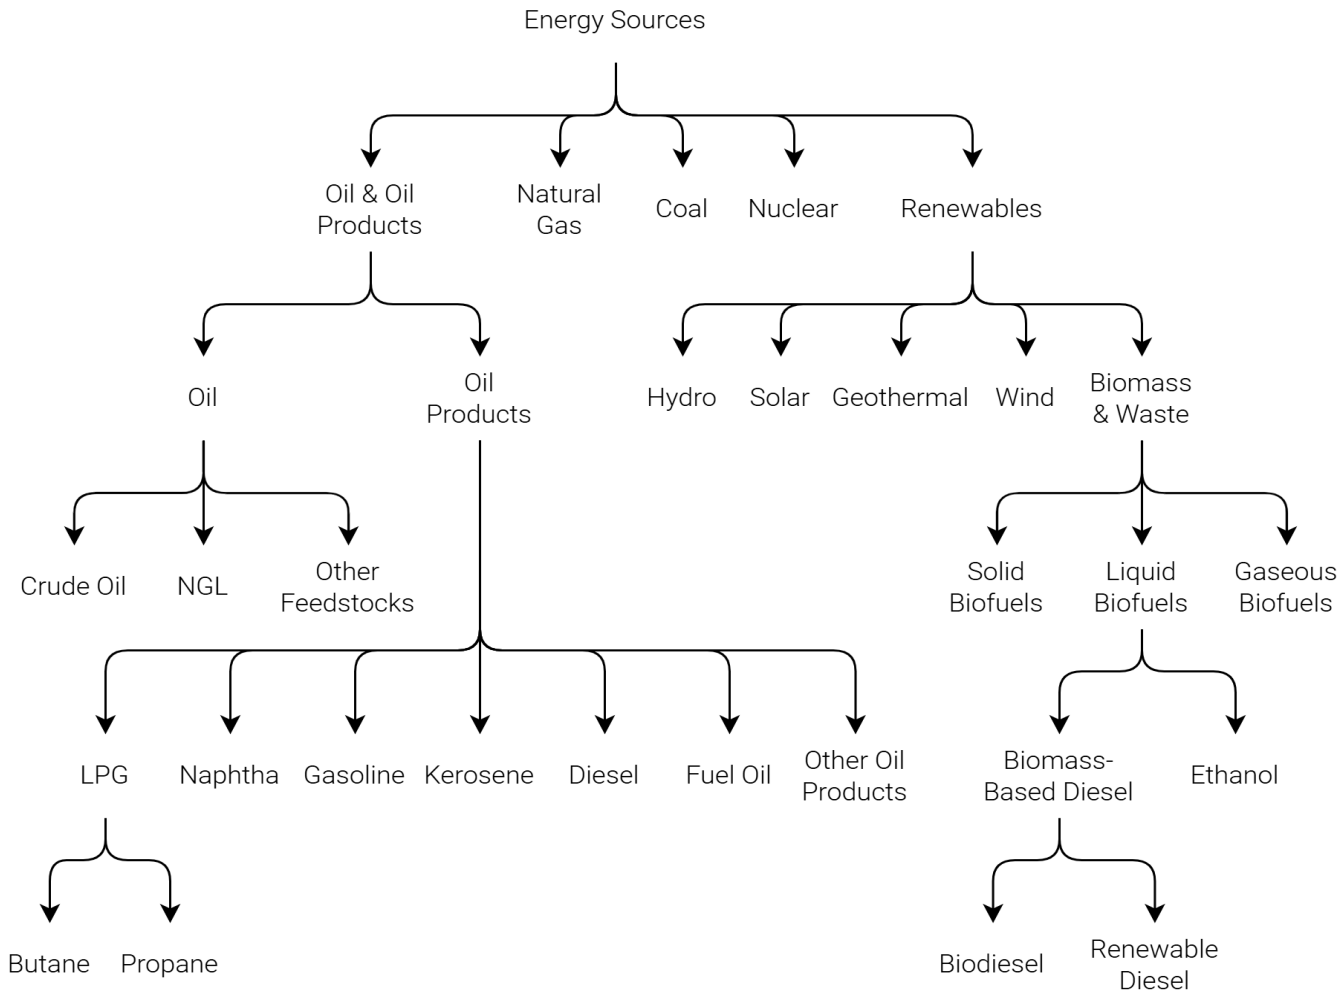 Energy Sources
Oil & Oil
Products
Natural
Gas
Coal
Nuclear
Renewables
Oil
Oil
Products
Hydro
Solar
Geothermal
Wind
Biomass
& Waste
Crude Oil
NGL
Other
Feedstocks
Solid
Biofuels
Liquid
Biofuels
Gaseous
Biofuels
LPG
Naphtha
Gasoline
Kerosene
Diesel
Fuel Oil
Other Oil
Products
Biomass-
Based Diesel
Ethanol
Butane
Propane
Biodiesel
Renewable
Diesel